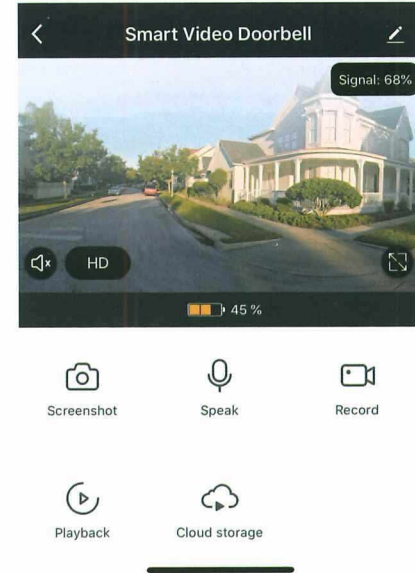 Smart Video Doorbell
Signal: 68%
HD
45 %
Screenshot
Speak
Record
Playback
Cloud storage